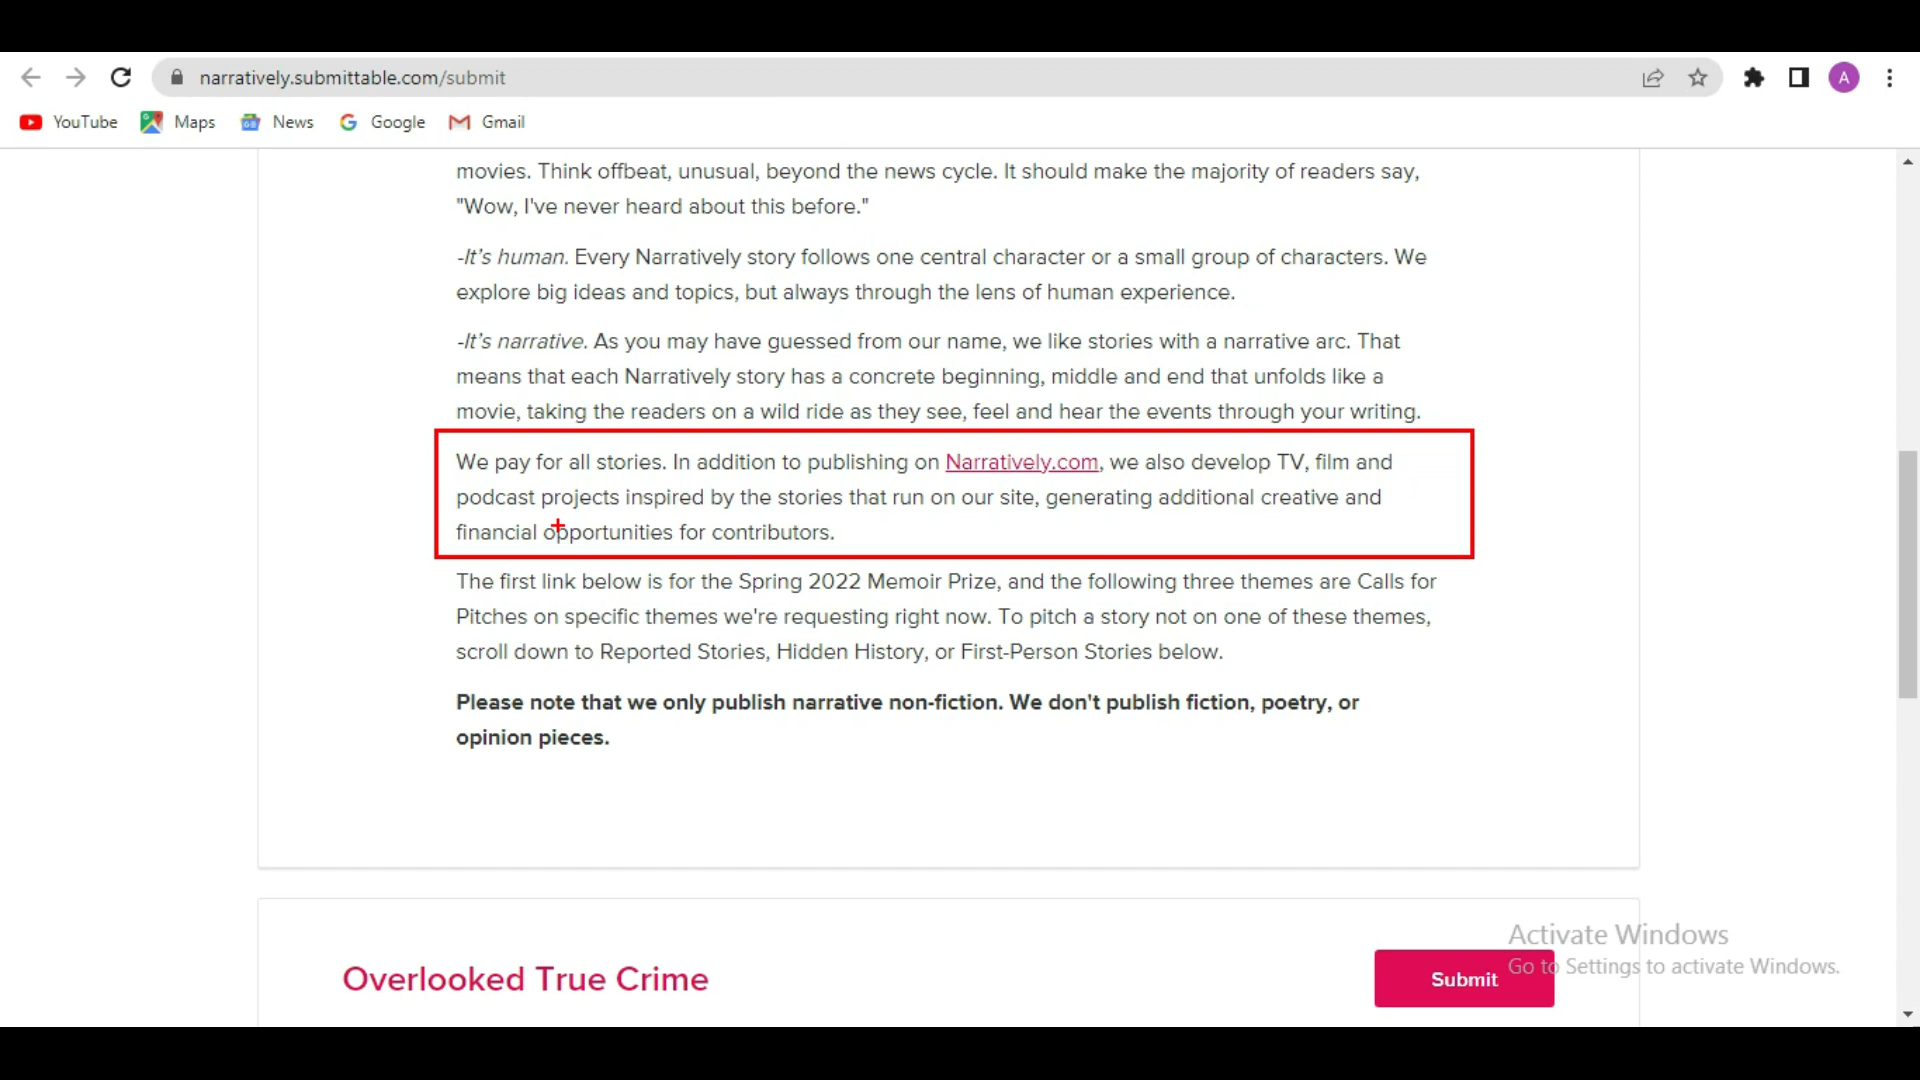 narratively.submittable.com/submit
A
YouTube Maps News Google Gmail
movies. Think offbeat, unusual, beyond the news cycle. It should make the majority of readers say,
"Wow, I've never heard about this before."
-It's human. Every Narratively story follows one central character or a small group of characters. We
explore big ideas and topics, but always through the lens of human experience.
-It's narrative. As you may have guessed from our name, we like stories with a narrative arc. That
means that each Narratively story has a concrete beginning, middle and end that unfolds like a
movie, taking the readers on a wild ride as they see, feel and hear the events through your writing.
We pay for all stories. In addition to publishing on Narratively.com, we also develop TV, film and
podcast projects inspired by the stories that run on our site, generating additional creative and
financial opportunities for contributors.
The first link below is for the Spring 2022 Memoir Prize, and the following three themes are Calls for
Pitches on specific themes we're requesting right now. To pitch a story not on one of these themes,
scroll down to Reported Stories, Hidden History, or First-Person Stories below.
Please note that we only publish narrative non-fiction. We don't publish fiction, poetry, or
opinion pieces.
Overlooked True Crime
Submit
Activate Windows
Go to Settings to activate Windows.